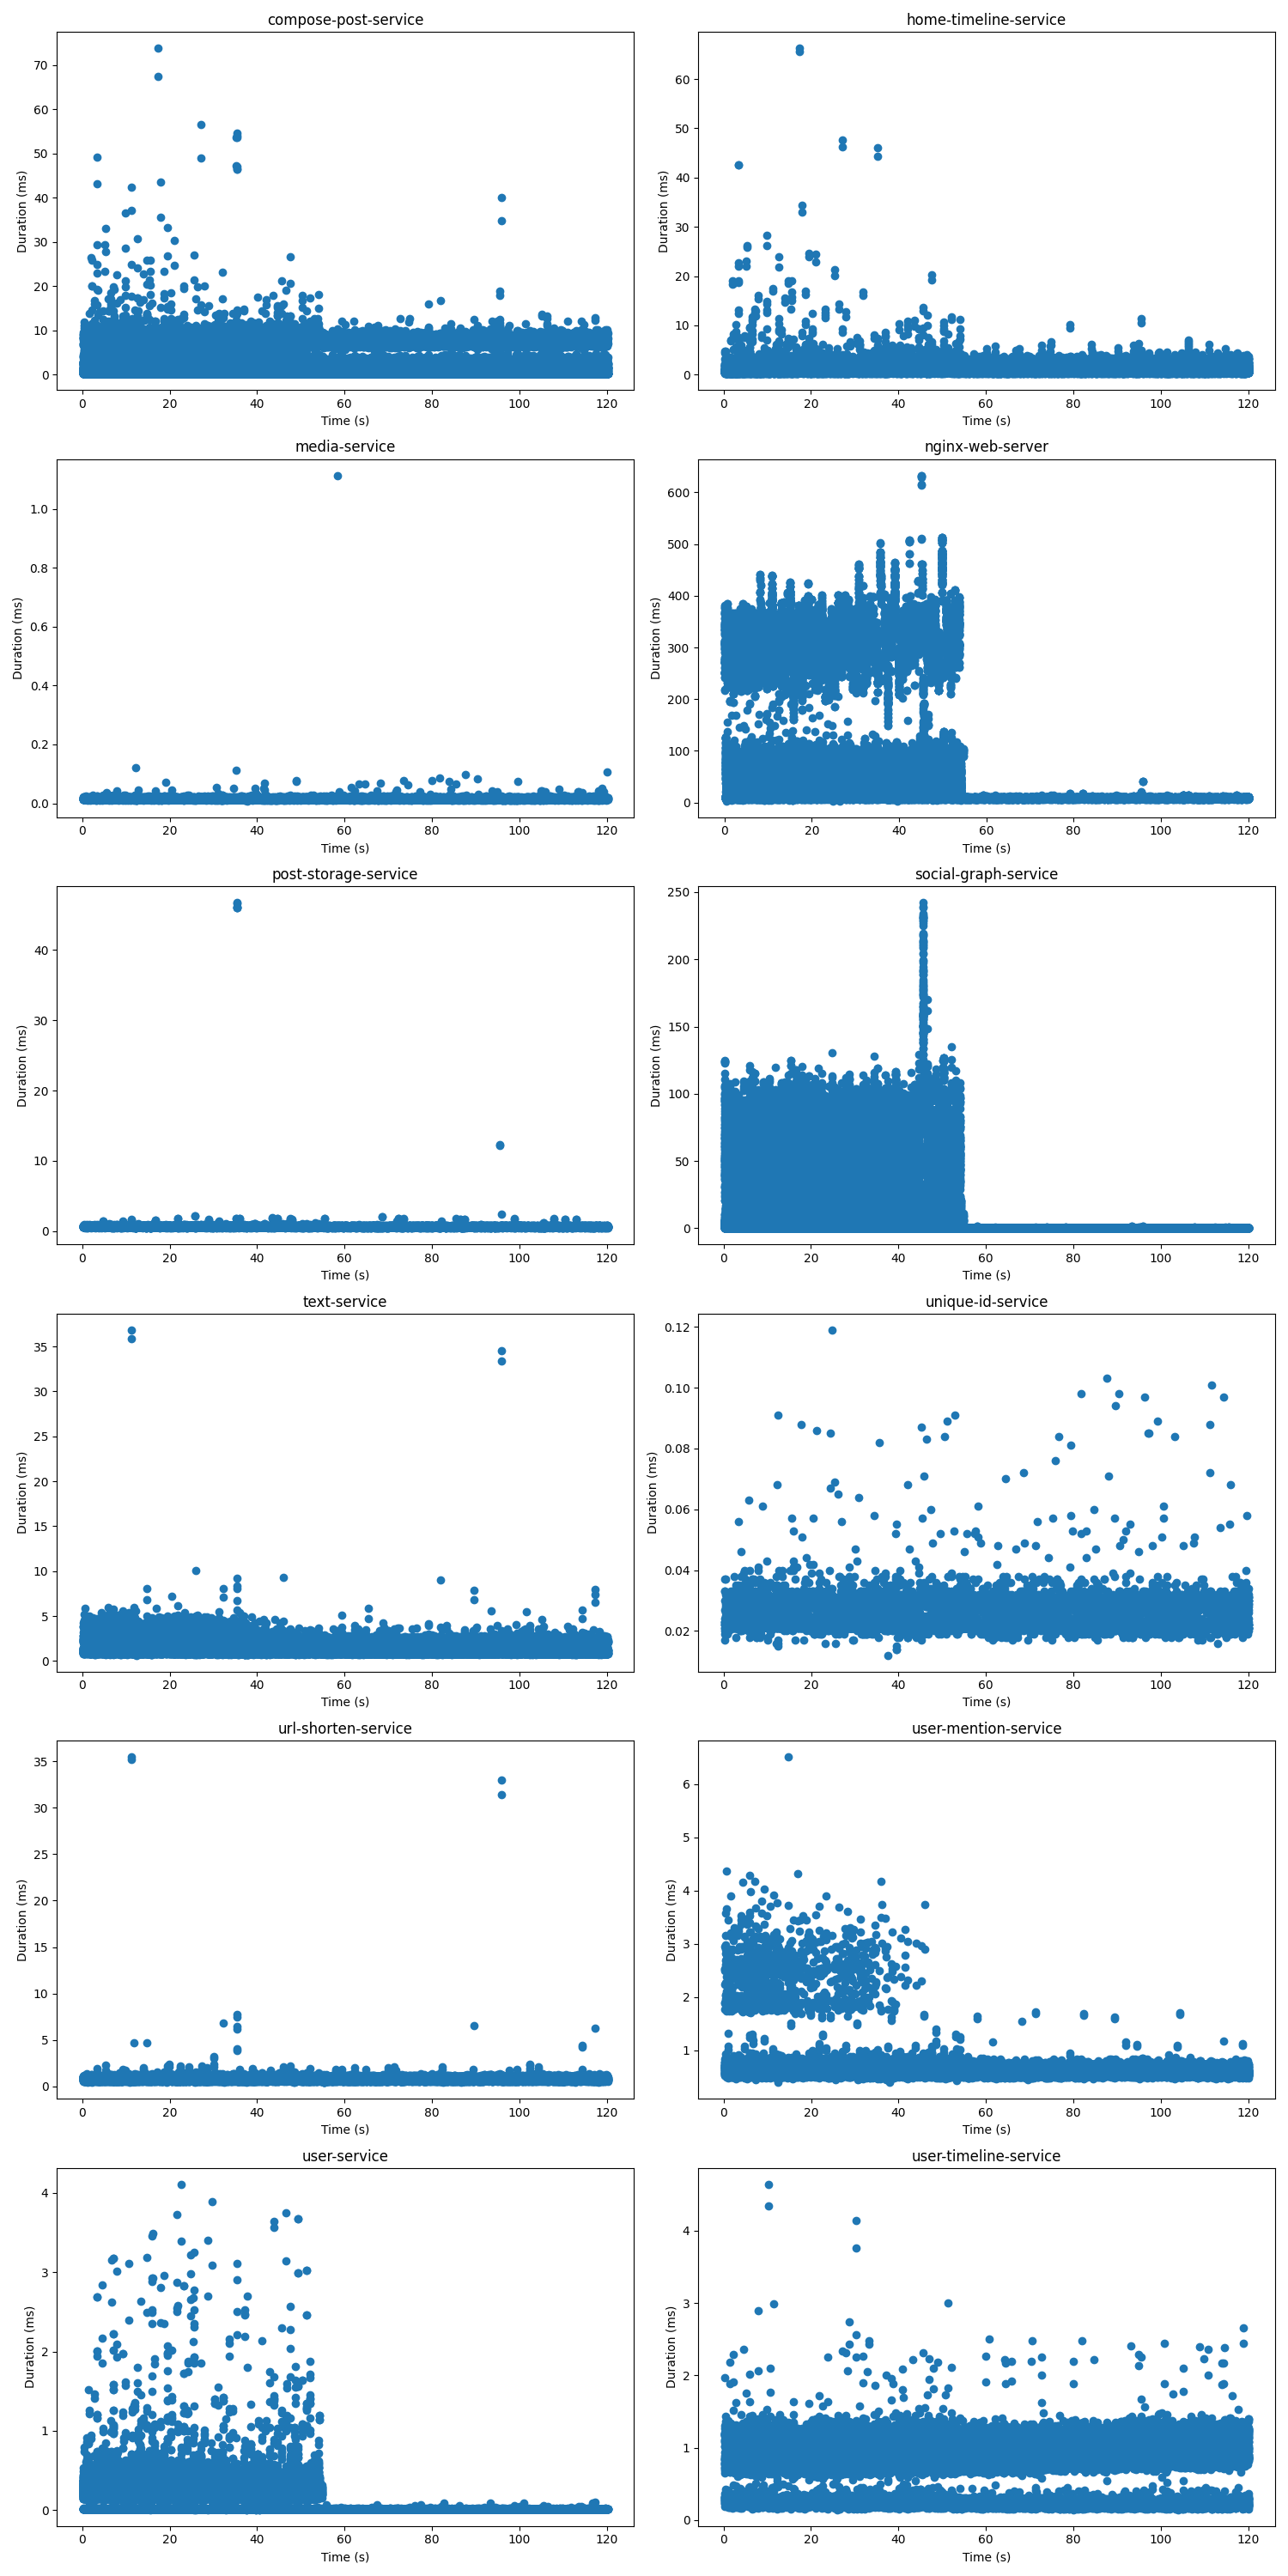 compose-post-service
70
60
50
40
30
20
10
0
Duration (ms)
0 20 40 60 80 100 120
Time (s)
home-timeline-service
60
50
40
30
20
10
0
Duration (ms)
0 20 40 60 80 100 120
Time (s)
media-service
1.0
0.8
0.6
0.4
0.2
0.0
Duration (ms)
0 20 40 60 80 100 120
Time (s)
nginx-web-server
600
500
400
300
200
100
0
Duration (ms)
0 20 40 60 80 100 120
Time (s)
post-storage-service
40
30
20
10
0
Duration (ms)
0 20 40 60 80 100 120
Time (s)
social-graph-service
250
200
150
100
50
0
Duration (ms)
0 20 40 60 80 100 120
Time (s)
text-service
35
30
25
20
15
10
5
0
Duration (ms)
0 20 40 60 80 100 120
Time (s)
unique-id-service
0.12
0.10
0.08
0.06
0.04
0.02
Duration (ms)
0 20 40 60 80 100 120
Time (s)
url-shorten-service
35
30
25
20
15
10
5
0
Duration (ms)
0 20 40 60 80 100 120
Time (s)
user-mention-service
6
5
4
3
2
1
Duration (ms)
0 20 40 60 80 100 120
Time (s)
user-service
4
3
2
1
0
Duration (ms)
0 20 40 60 80 100 120
Time (s)
user-timeline-service
4
3
2
1
0
Duration (ms)
0 20 40 60 80 100 120
Time (s)